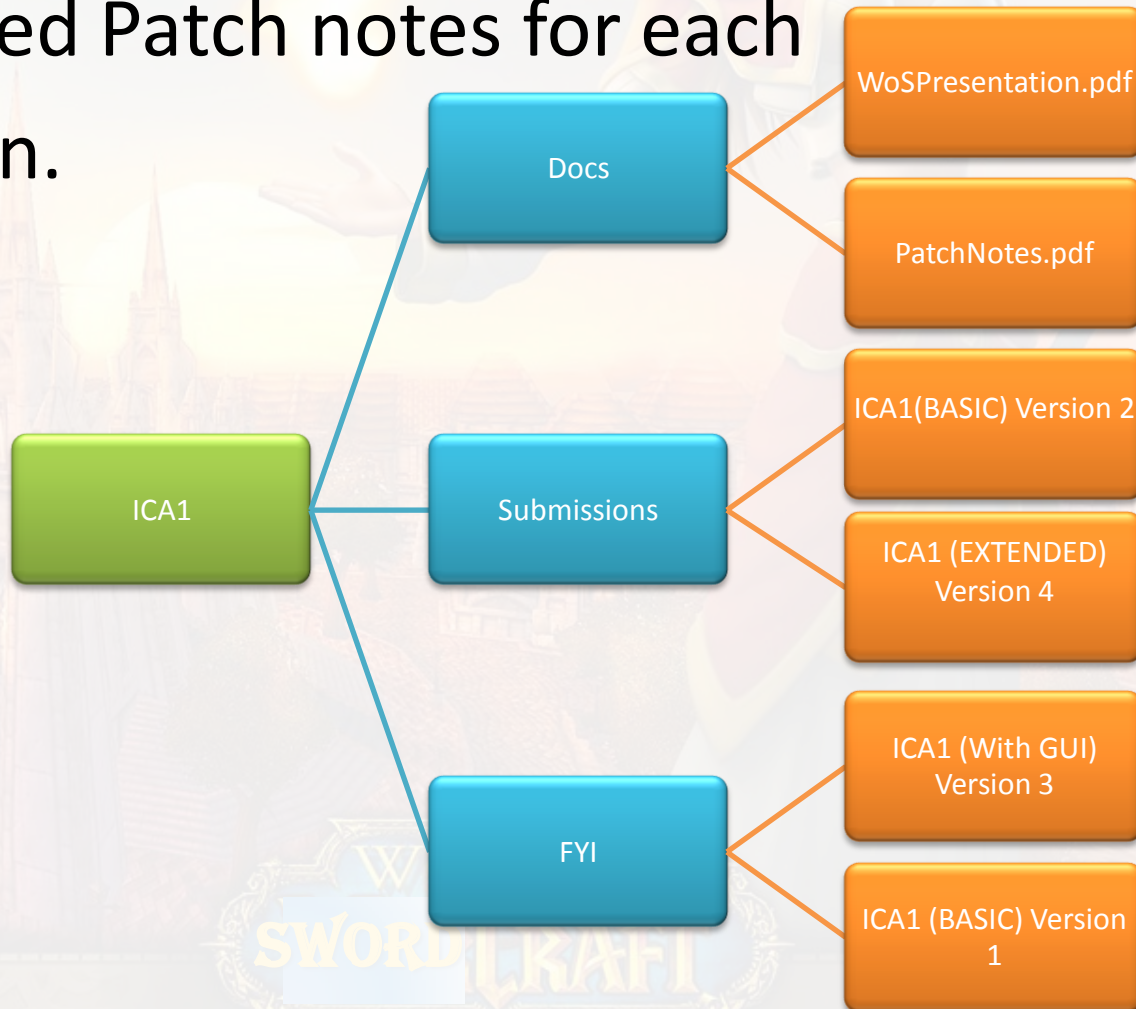 ed Patch notes for each
n.
WoSPresentation.pdf
Docs
PatchNotes.pdf
ICA1(BASIC) Version 2
ICA1
Submissions
ICA1 (EXTENDED)
Version 4
ICA1 (With GUI)
Version 3
FYI
ICA1 (BASIC) Version
1
W
SWORD CRAFT